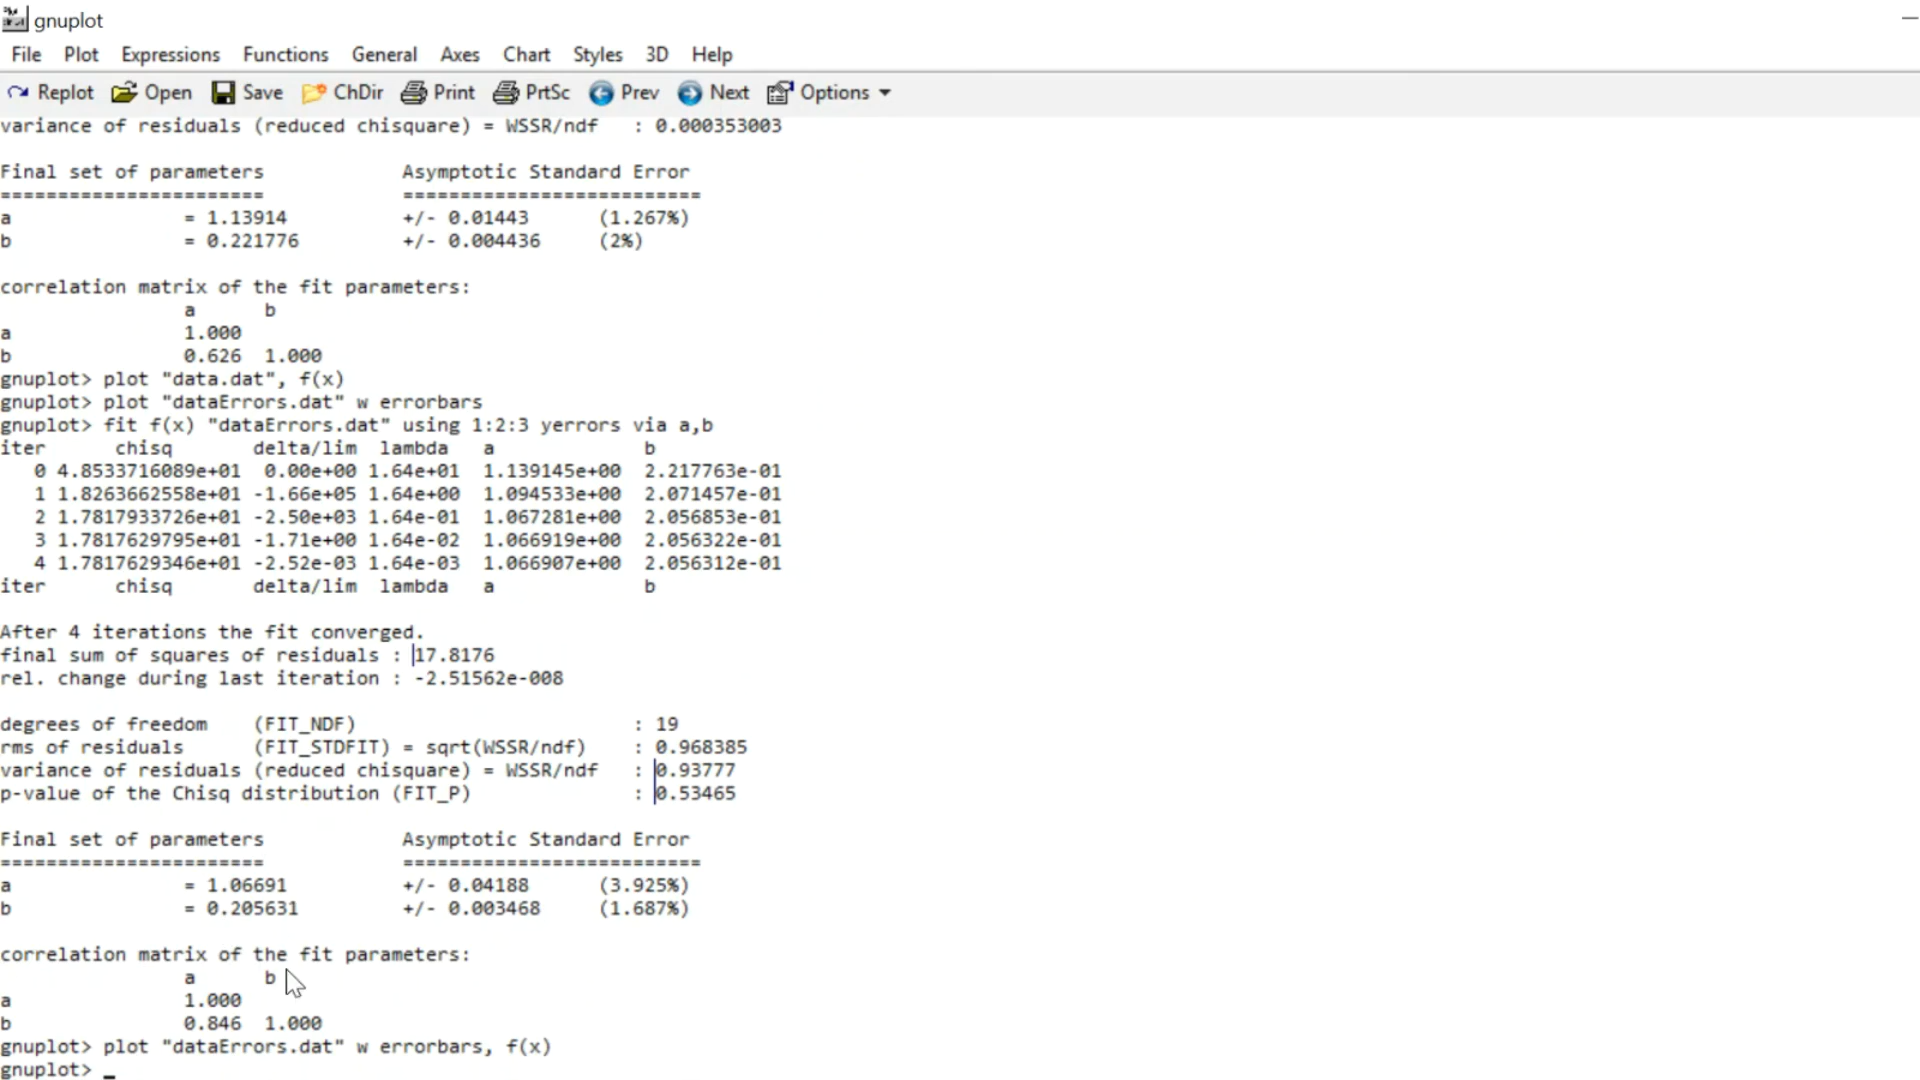 gnuplot
File Plot Expressions Functions General Axes Chart Styles 3D Help
Replot Open Save ChDir Print PrtSc Prev Next Options
variance of residuals (reduced chisquare) = WSSR/ndf   : 0.000353003
Final set of parameters            Asymptotic Standard Error
=======================            ==========================
a               = 1.13914          +/- 0.01443      (1.267%)
b               = 0.221776         +/- 0.004436     (2%)
correlation matrix of the fit parameters:
                a      b
a               1.000
b               0.626  1.000
gnuplot> plot "data.dat", f(x)
gnuplot> plot "dataErrors.dat" w errorbars
gnuplot> fit f(x) "dataErrors.dat" using 1:2:3 yerrors via a,b
iter      chisq       delta/lim  lambda   a             b
   0 4.8533716089e+01  0.00e+00 1.64e+01  1.139145e+00  2.217763e-01
   1 1.8263662558e+01 -1.66e+05 1.64e+00  1.094533e+00  2.071457e-01
   2 1.7817933726e+01 -2.50e+03 1.64e-01  1.067281e+00  2.056853e-01
   3 1.7817629795e+01 -1.71e+00 1.64e-02  1.066919e+00  2.056322e-01
   4 1.7817629346e+01 -2.52e-03 1.64e-03  1.066907e+00  2.056312e-01
iter      chisq       delta/lim  lambda   a             b
After 4 iterations the fit converged.
final sum of squares of residuals : 17.8176
rel. change during last iteration : -2.51562e-008
degrees of freedom    (FIT_NDF)                        : 19
rms of residuals      (FIT_STDFIT) = sqrt(WSSR/ndf)    : 0.968385
variance of residuals (reduced chisquare) = WSSR/ndf   : 0.93777
p-value of the Chisq distribution (FIT_P)              : 0.53465
Final set of parameters            Asymptotic Standard Error
=======================            ==========================
a               = 1.06691          +/- 0.04188      (3.925%)
b               = 0.205631         +/- 0.003468     (1.687%)
correlation matrix of the fit parameters:
                a      b
a               1.000
b               0.846  1.000
gnuplot> plot "dataErrors.dat" w errorbars, f(x)
gnuplot> _